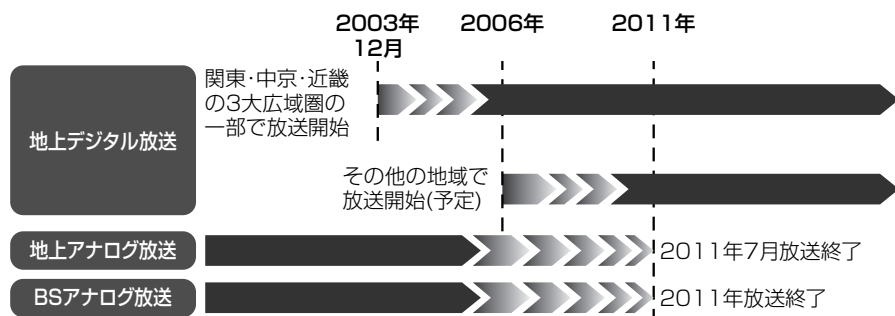 2003年
12月
2006年
2011年
地上デジタル放送
関東・中京・近畿
の3大広域圏の
一部で放送開始
その他の地域で
放送開始(予定)
地上アナログ放送
2011年7月放送終了
BSアナログ放送
2011年放送終了